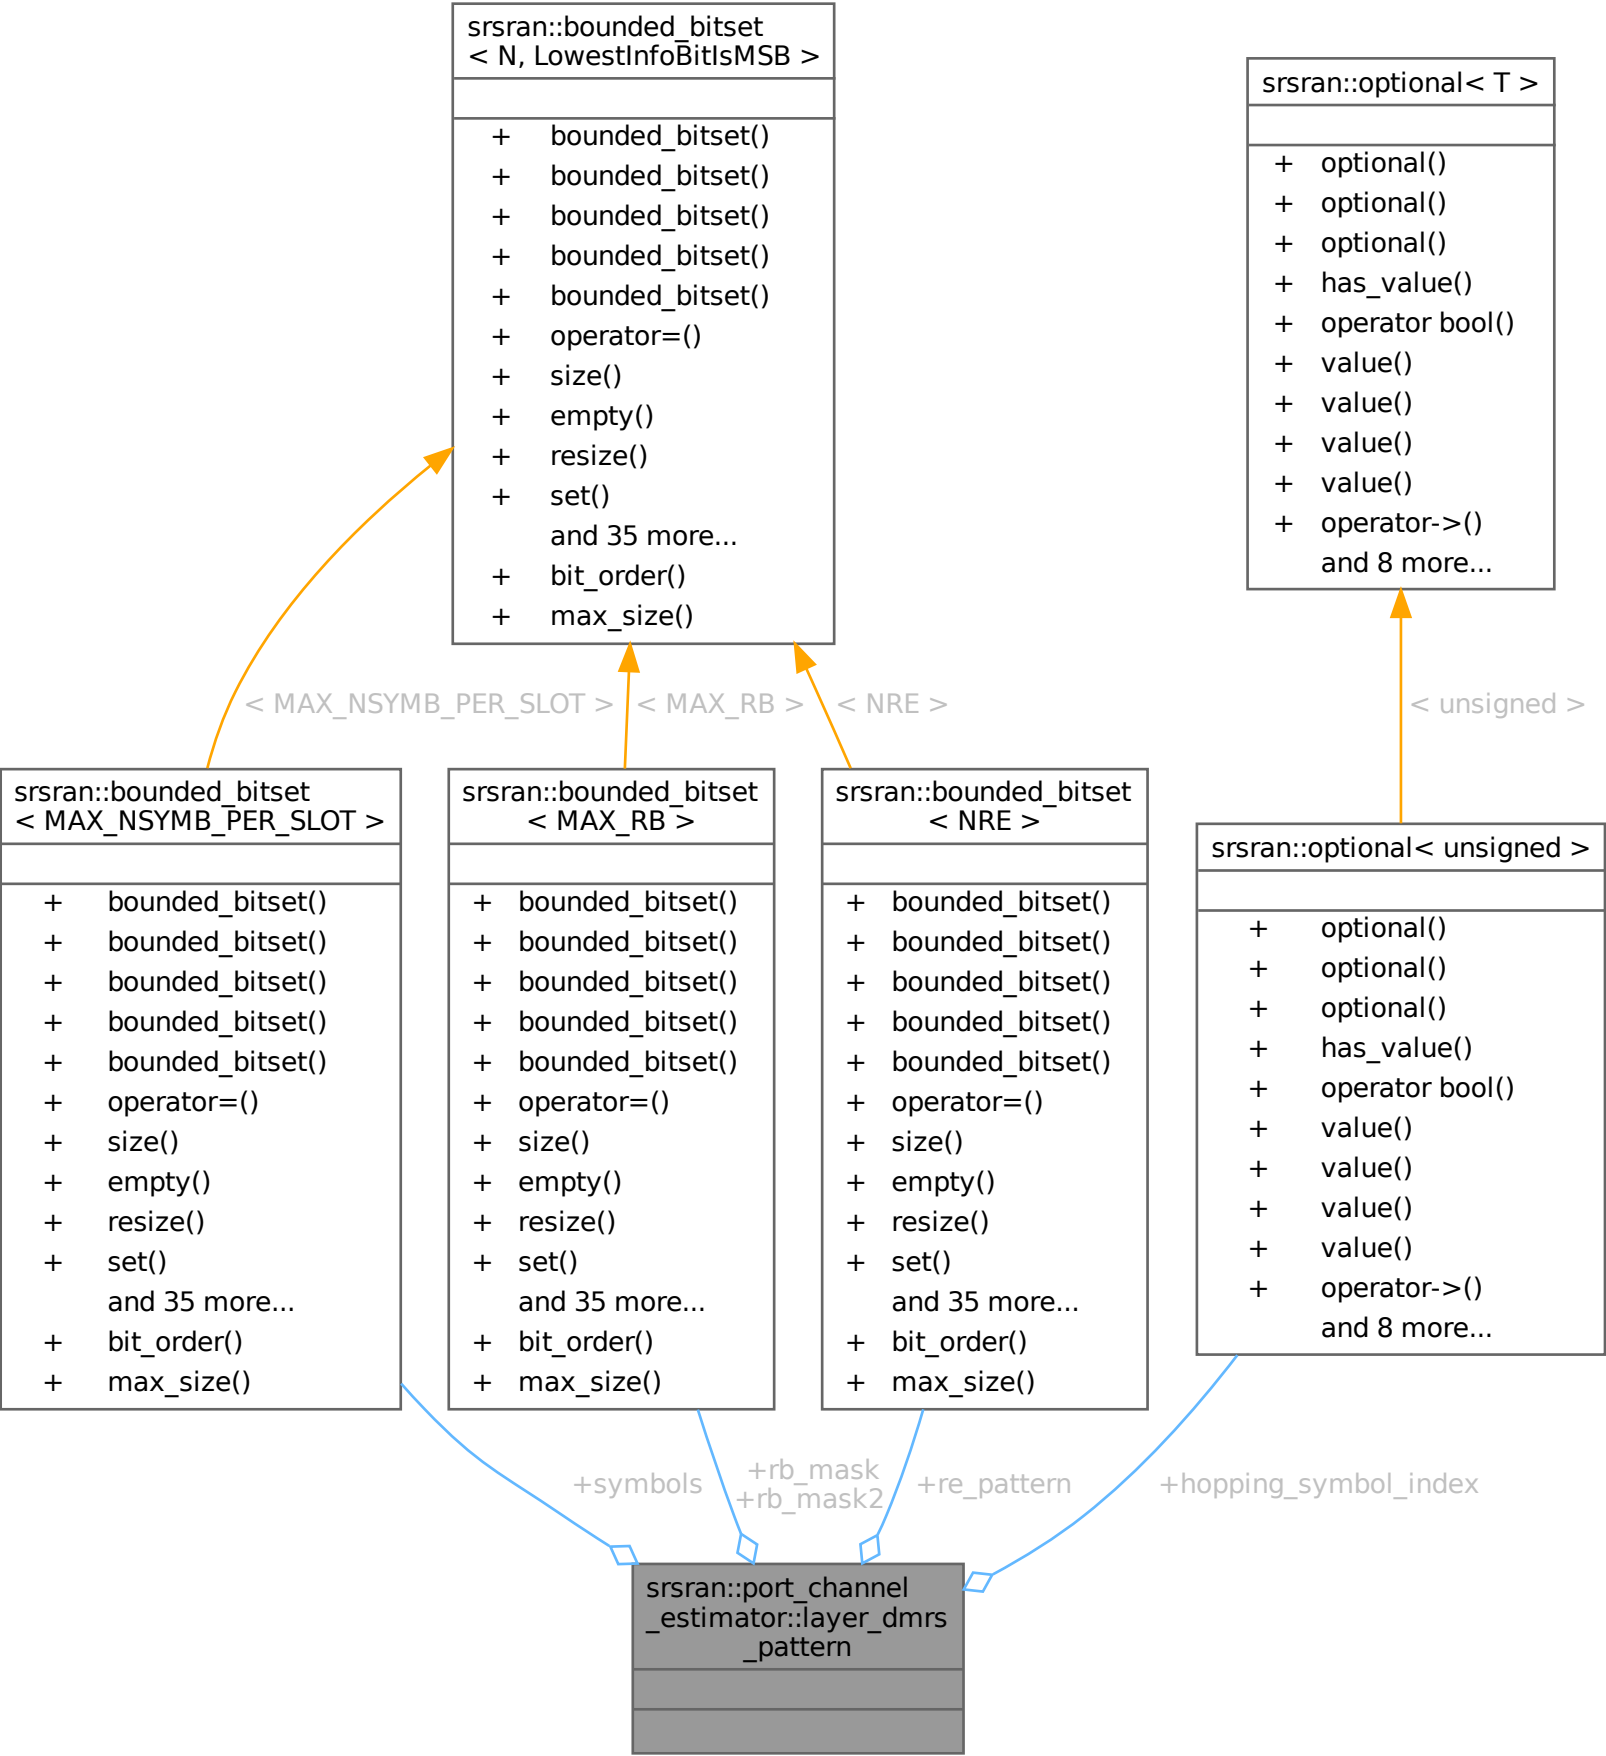 srsran::bounded_bitset
< N, LowestInfoBitIsMSB >
+ bounded_bitset()
+ bounded_bitset()
+ bounded_bitset()
+ bounded_bitset()
+ bounded_bitset()
+ operator=()
+ size()
+ empty()
+ resize()
+ set()
and 35 more...
+ bit_order()
+ max_size()
srsran::optional< T >
+ optional()
+ optional()
+ optional()
+ has_value()
+ operator bool()
+ value()
+ value()
+ value()
+ value()
+ operator->()
and 8 more...
< MAX_NSYMB_PER_SLOT >
< MAX_RB >
< NRE >
< unsigned >
srsran::bounded_bitset
< MAX_NSYMB_PER_SLOT >
+ bounded_bitset()
+ bounded_bitset()
+ bounded_bitset()
+ bounded_bitset()
+ bounded_bitset()
+ operator=()
+ size()
+ empty()
+ resize()
+ set()
and 35 more...
+ bit_order()
+ max_size()
srsran::bounded_bitset
< MAX_RB >
+ bounded_bitset()
+ bounded_bitset()
+ bounded_bitset()
+ bounded_bitset()
+ bounded_bitset()
+ operator=()
+ size()
+ empty()
+ resize()
+ set()
and 35 more...
+ bit_order()
+ max_size()
srsran::bounded_bitset
< NRE >
+ bounded_bitset()
+ bounded_bitset()
+ bounded_bitset()
+ bounded_bitset()
+ bounded_bitset()
+ operator=()
+ size()
+ empty()
+ resize()
+ set()
and 35 more...
+ bit_order()
+ max_size()
srsran::optional< unsigned >
+ optional()
+ optional()
+ optional()
+ has_value()
+ operator bool()
+ value()
+ value()
+ value()
+ value()
+ operator->()
and 8 more...
+symbols
+rb_mask
+rb_mask2
+re_pattern
+hopping_symbol_index
srsran::port_channel
_estimator::layer_dmrs
_pattern